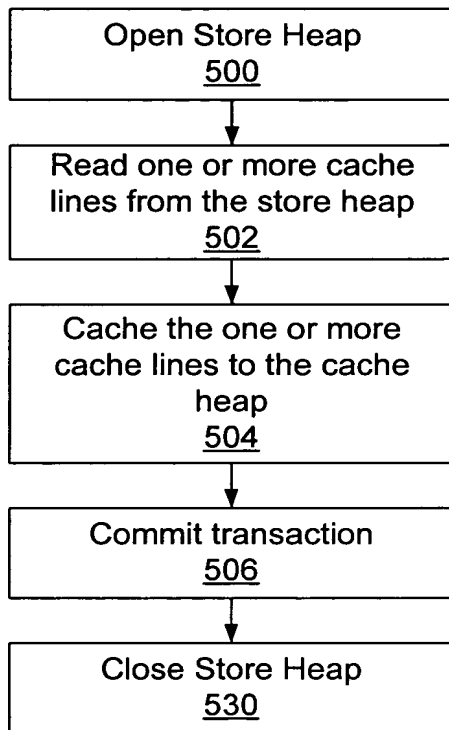 Open Store Heap
500
Read one or more cache
lines from the store heap
502
Cache the one or more
cache lines to the cache
heap
504
Commit transaction
506
Close Store Heap
530